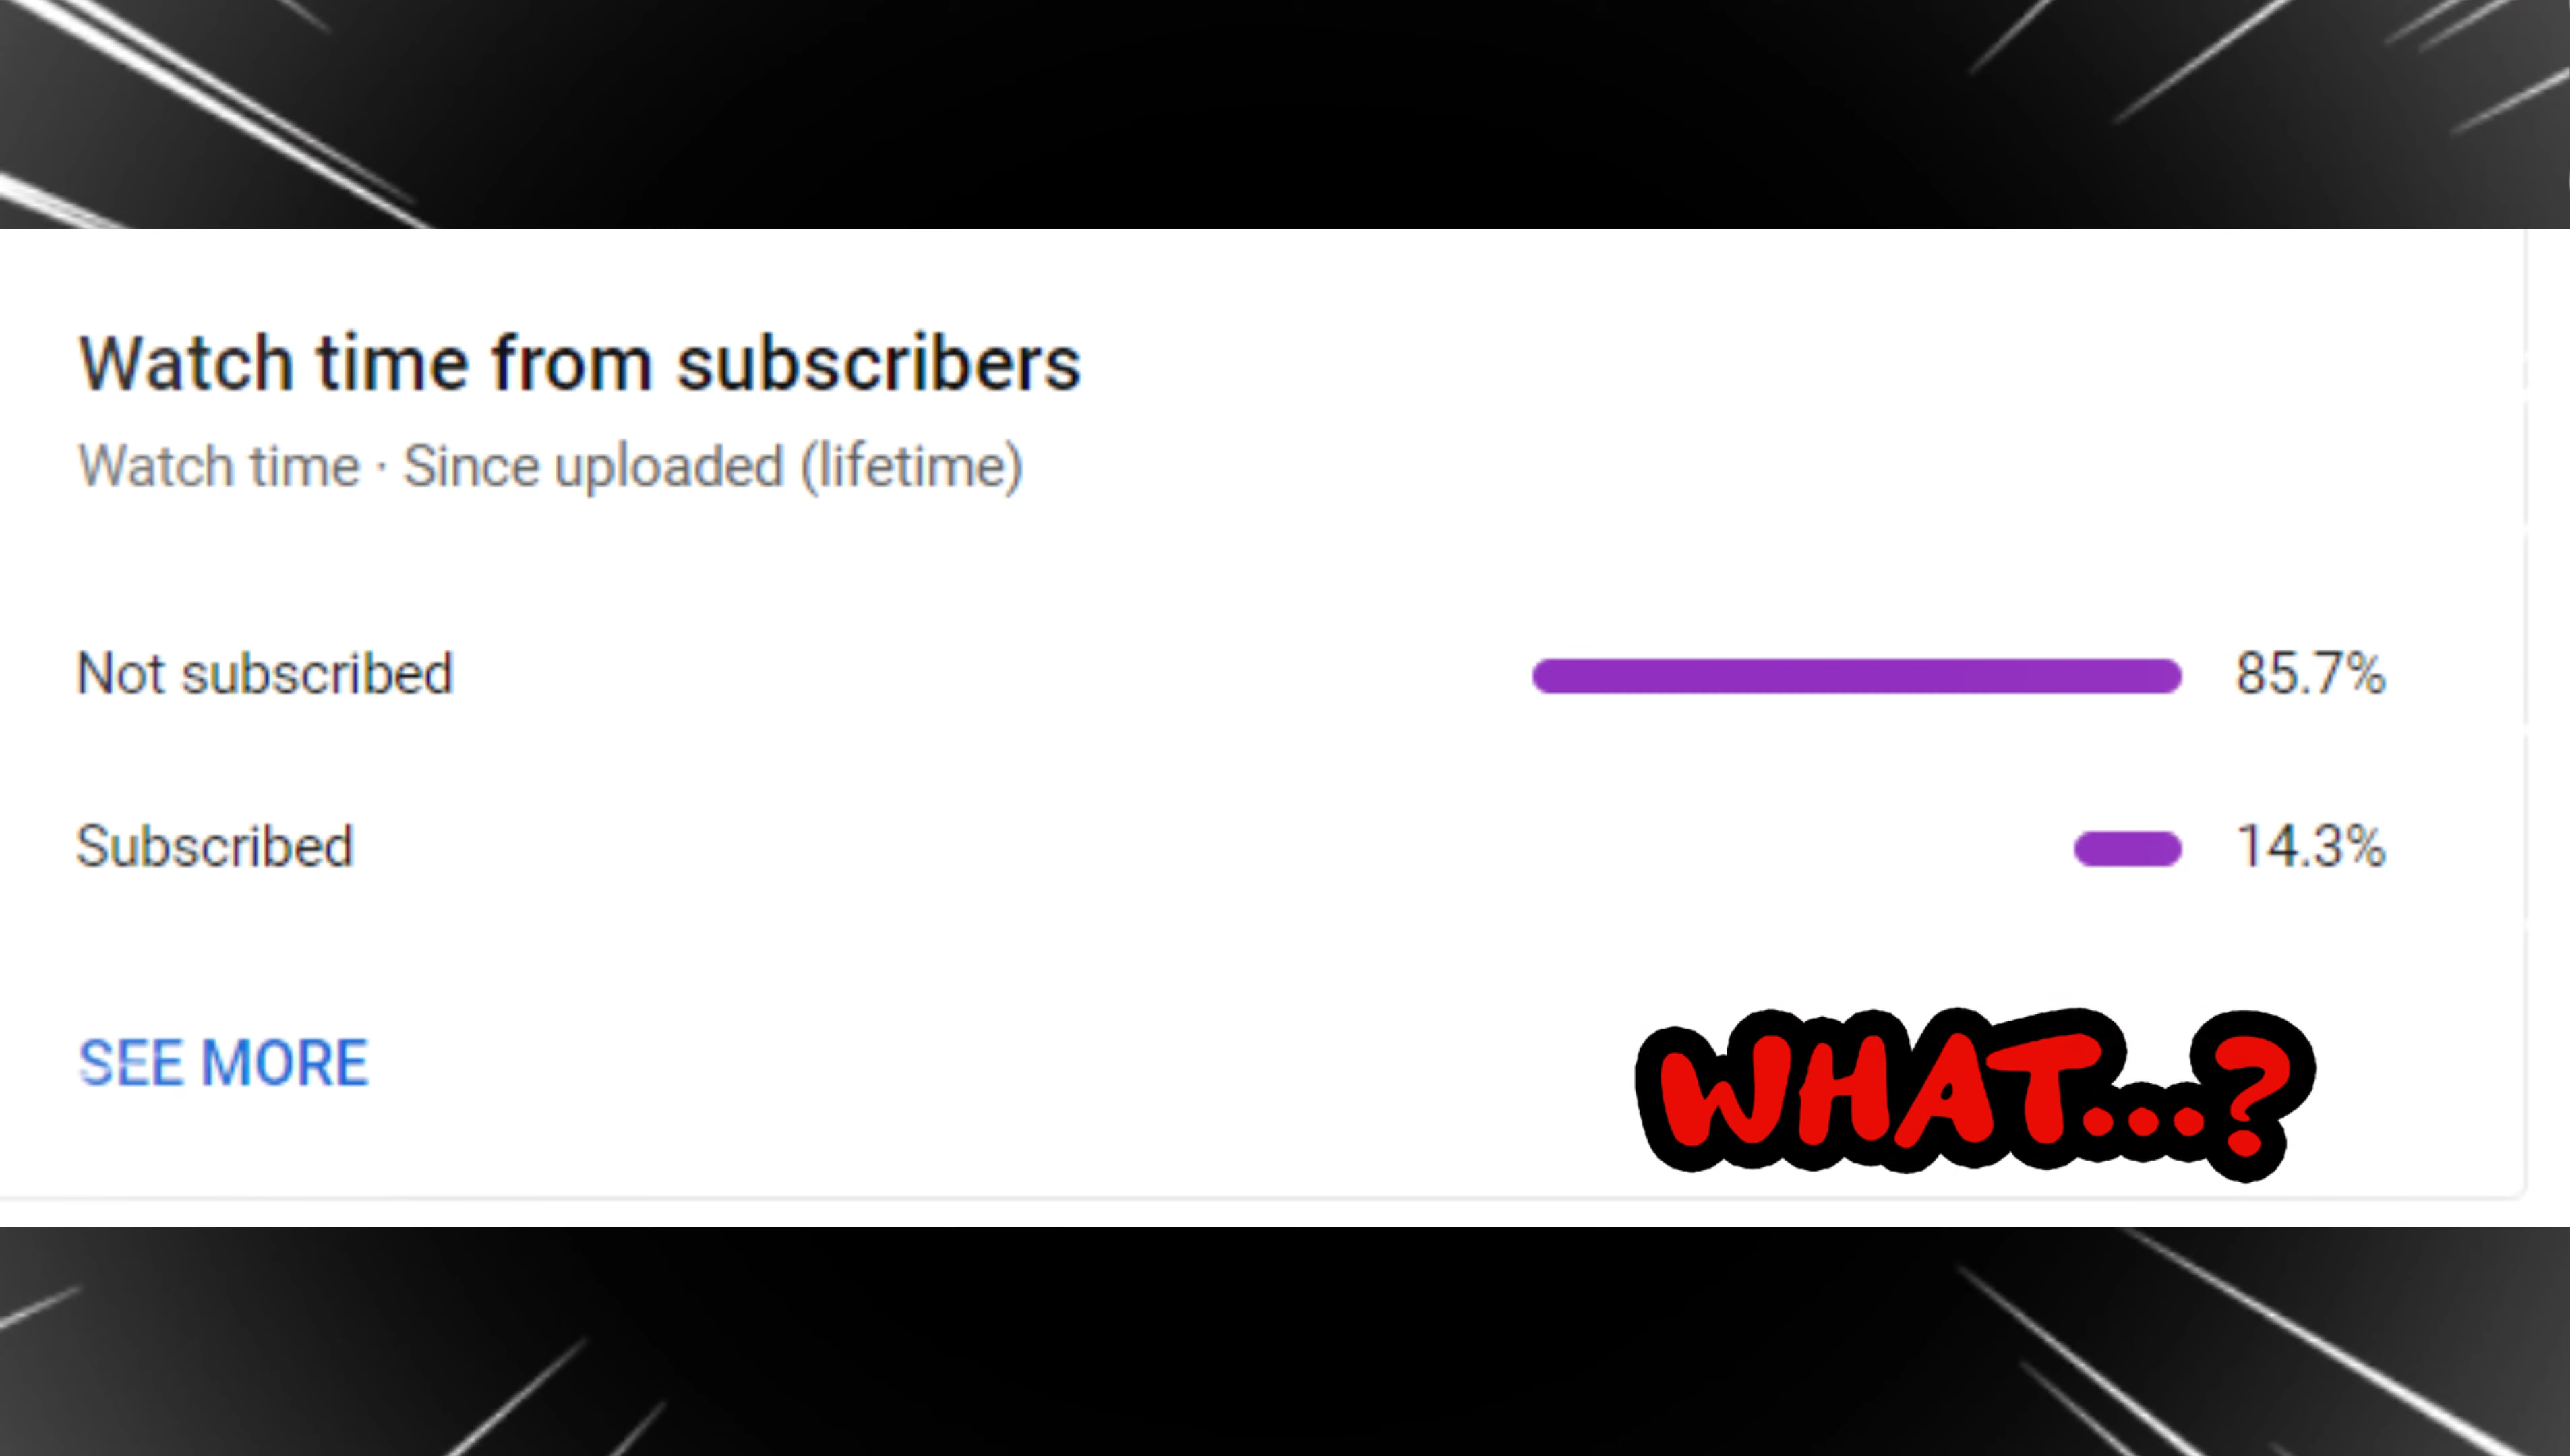 Watch time from subscribers
Watch time · Since uploaded (lifetime)
Not subscribed 85.7%
Subscribed 14.3%
SEE MORE
WHAT...?